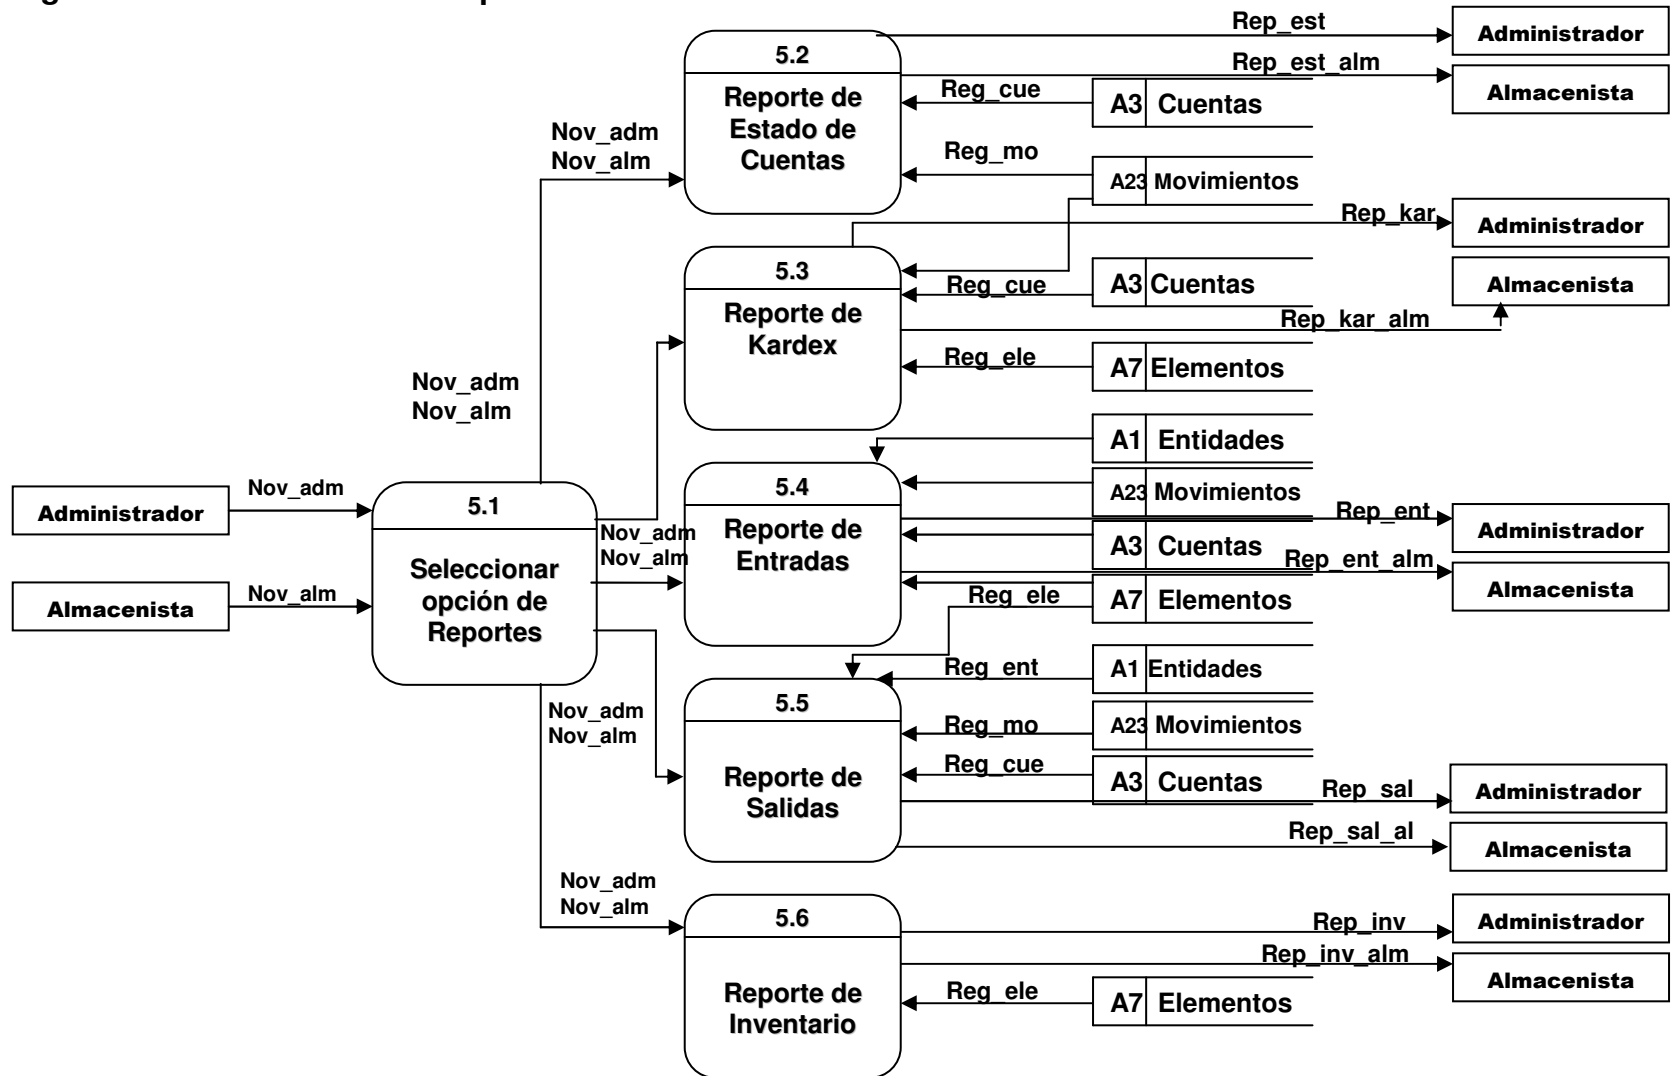 Rep_est
Administrador
5.2
Rep_est_alm
Reg_cue
Almacenista
Reporte de
Estado de
Cuentas
A3 Cuentas
Nov_adm
Nov_alm
Reg_mo
A23 Movimientos
Rep_kar
Administrador
5.3
Reg_cue
A3 Cuentas
Almacenista
Reporte de
Kardex
Rep_kar_alm
Reg_ele
A7 Elementos
Nov_adm
Nov_alm
A1 Entidades
5.4
A23 Movimientos
Nov_adm
Administrador
5.1
Rep_ent
Administrador
Nov_adm
Nov_alm
Reporte de
Entradas
A3 Cuentas
Rep_ent_alm
Seleccionar
opción de
Reportes
Nov_alm
Almacenista
Reg_ele
A7 Elementos
Almacenista
Reg_ent
A1 Entidades
5.5
Nov_adm
Nov_alm
Reg_mo
A23 Movimientos
Reg_cue
A3 Cuentas
Reporte de
Salidas
Rep_sal
Administrador
Rep_sal_al
Almacenista
Nov_adm
Nov_alm
5.6
Rep_inv
Administrador
Rep_inv_alm
Almacenista
Reporte de
Inventario
Reg_ele
A7 Elementos